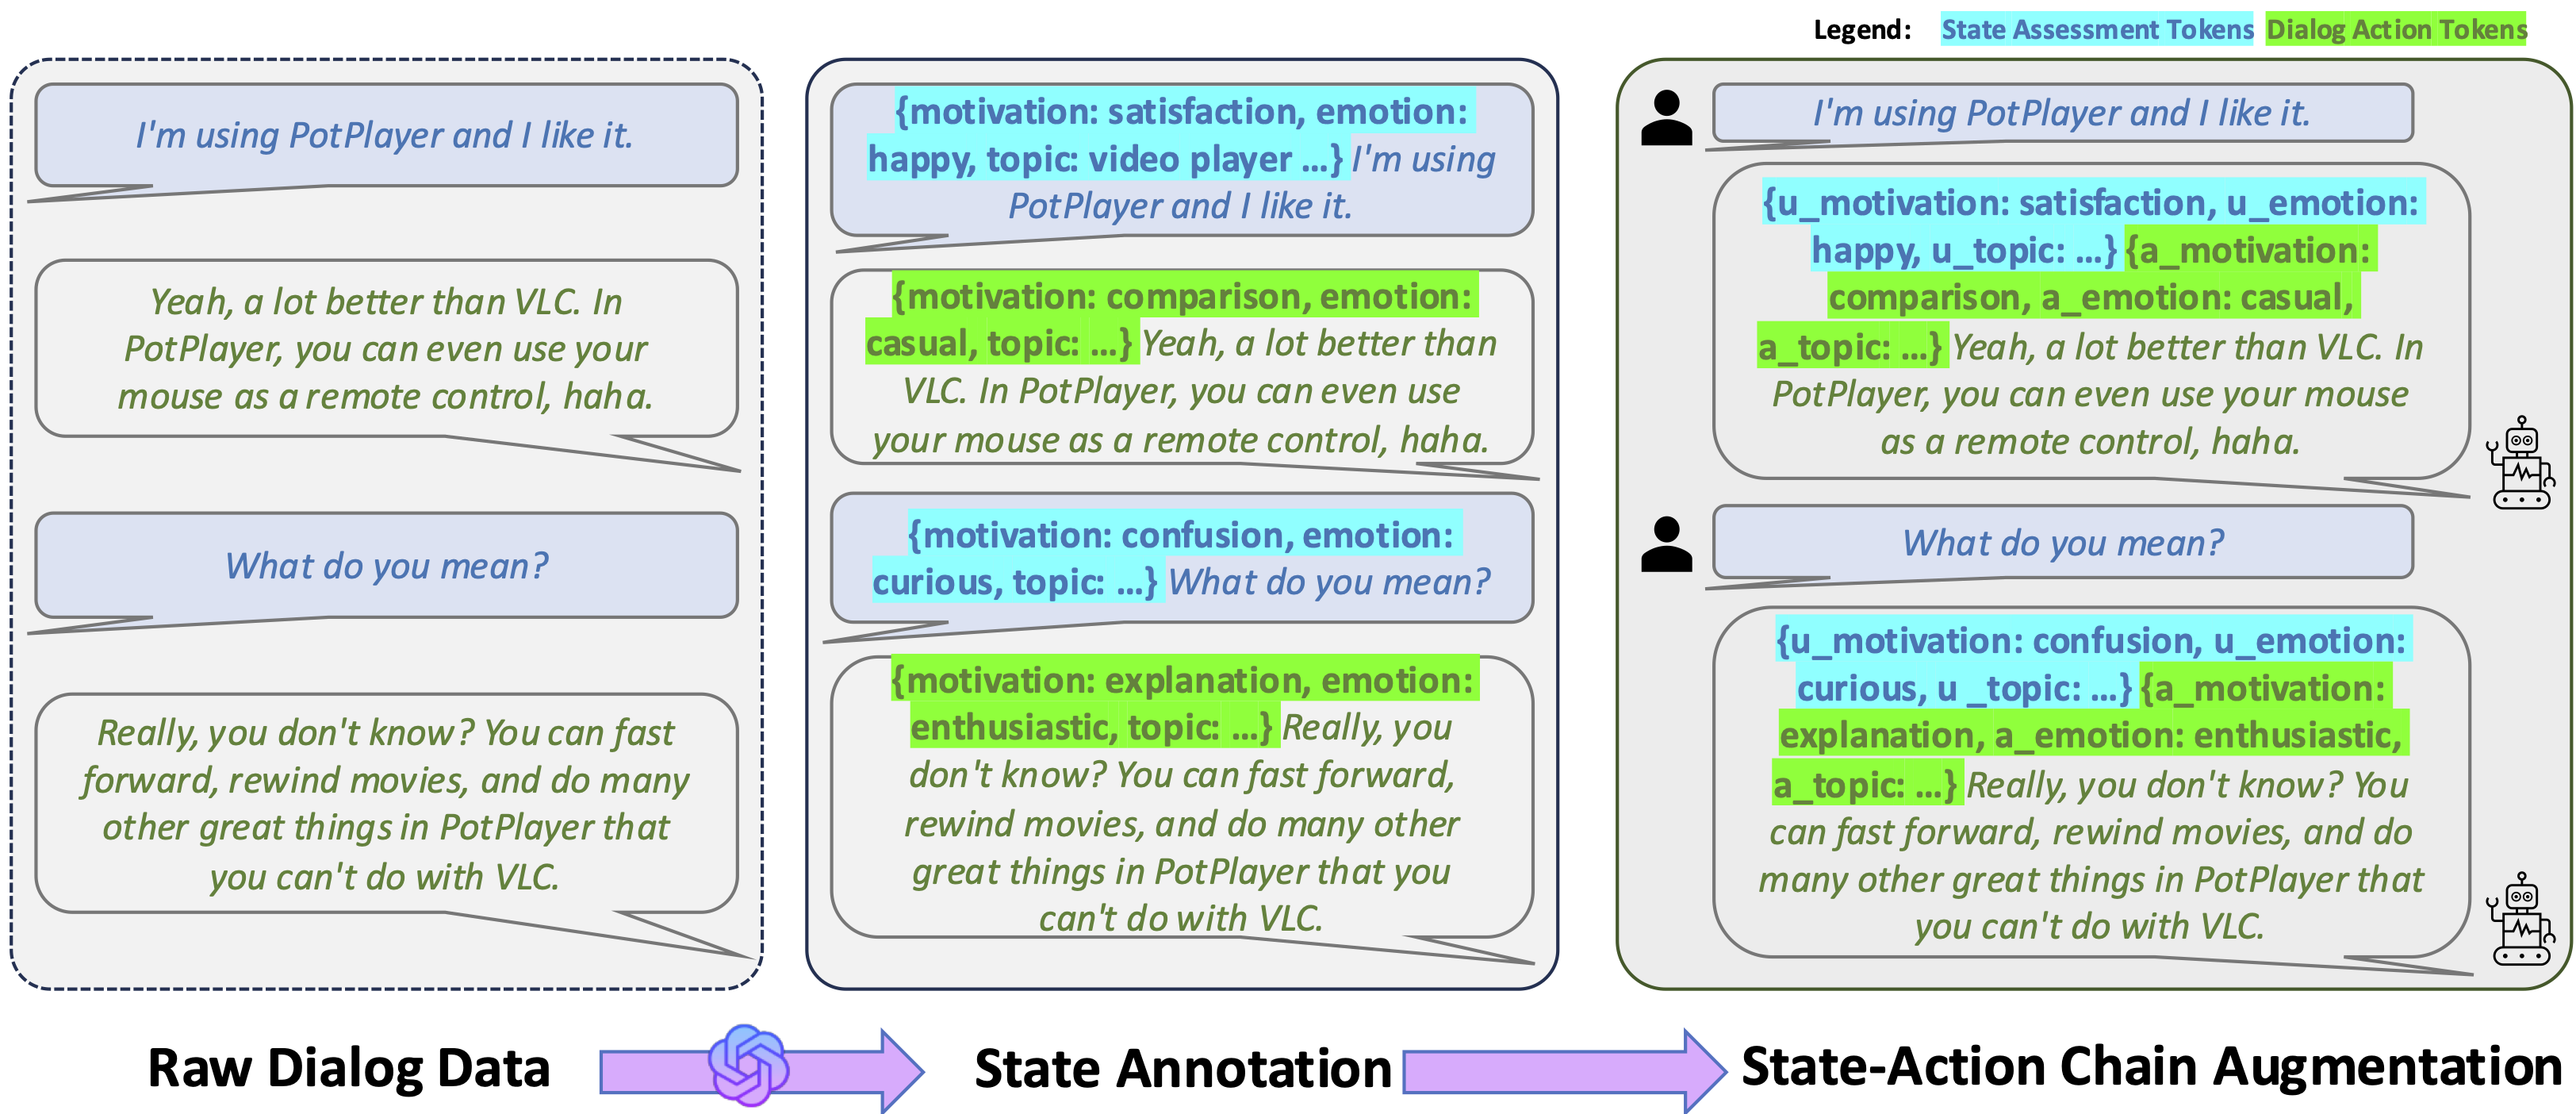 Legend: State Assessment Tokens Dialog Action Tokens
I'm using PotPlayer and I like it.
Yeah, a lot better than VLC. In
PotPlayer, you can even use your
mouse as a remote control, haha.
What do you mean?
Really, you don't know? You can fast
forward, rewind movies, and do many
other great things in PotPlayer that
you can't do with VLC.
{motivation: satisfaction, emotion:
happy, topic: video player ...} I'm using
PotPlayer and I like it.
{motivation: comparison, emotion:
casual, topic: ...} Yeah, a lot better than
VLC. In PotPlayer, you can even use
your mouse as a remote control, haha.
{motivation: confusion, emotion:
curious, topic: ...} What do you mean?
{motivation: explanation, emotion:
enthusiastic, topic: ...} Really, you
don't know? You can fast forward,
rewind movies, and do many other
great things in PotPlayer that you
can't do with VLC.
I'm using PotPlayer and I like it.
{u_motivation: satisfaction, u_emotion:
happy, u_topic: ...} {a_motivation:
comparison, a_emotion: casual,
a_topic: ...} Yeah, a lot better than VLC. In
PotPlayer, you can even use your mouse
as a remote control, haha.
What do you mean?
{u_motivation: confusion, u_emotion:
curious, u _topic: ...} {a_motivation:
explanation, a_emotion: enthusiastic,
a_topic: ...} Really, you don't know? You
can fast forward, rewind movies, and do
many other great things in PotPlayer that
you can't do with VLC.
Raw Dialog Data
State Annotation
State-Action Chain Augmentation